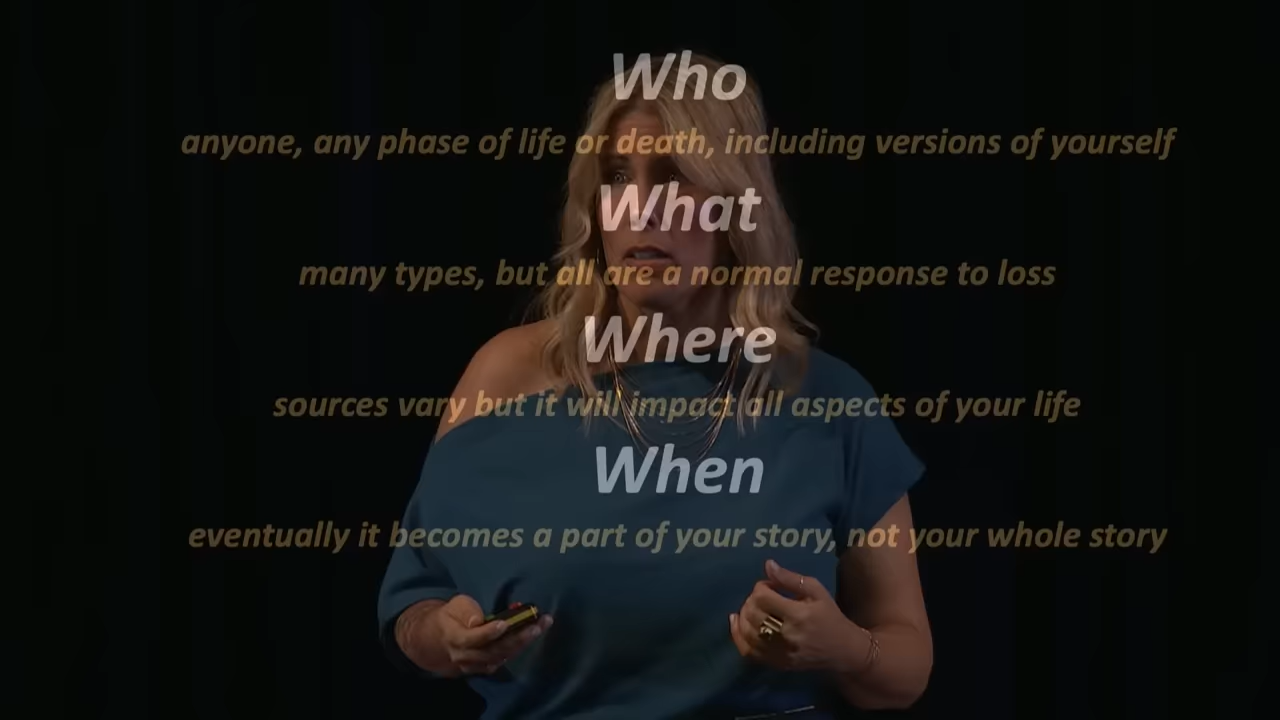 Who
anyone, any phase of life or death, including versions of yourself
What
many types, but all are a normal response to loss
Where
sources vary but it will impact all aspects of your life
When
eventually it becomes a part of your story, not your whole story